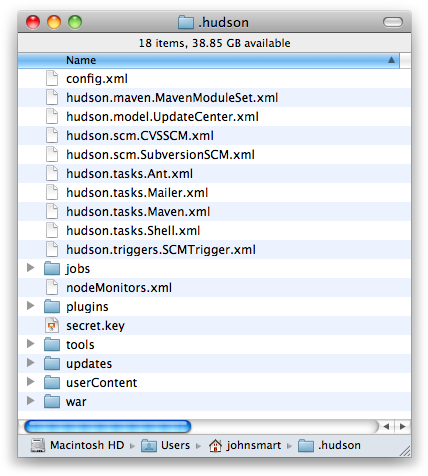 .hudson
18 items, 38.85 GB available
Name
config.xml
hudson.maven.MavenModuleSet.xml
hudson.model.UpdateCenter.xml
hudson.scm.CVSSCM.xml
hudson.scm.SubversionSCM.xml
hudson.tasks.Ant.xml
hudson.tasks.Mailer.xml
hudson.tasks.Maven.xml
hudson.tasks.Shell.xml
hudson.triggers.SCMTrigger.xml
jobs
nodeMonitors.xml
plugins
secret.key
tools
updates
userContent
war
Macintosh HD Users johnsmart .hudson